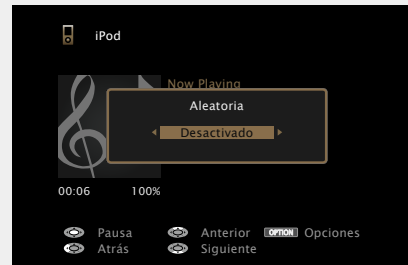 iPod
Now Playing
Aleatoria
Desactivado
00:06 100%
Pausa Anterior OPTION Opciones
Atrás Siguiente